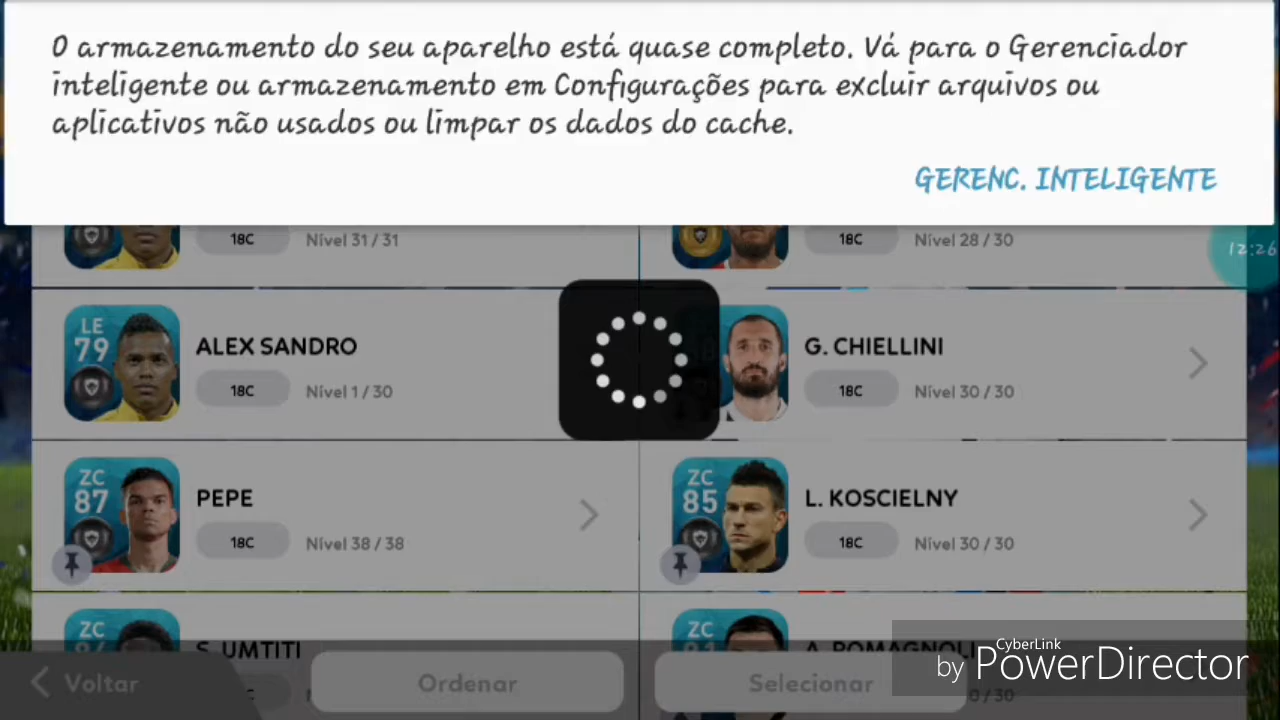 O armazenamento do seu aparelho está quase completo. Vá para o Gerenciador
inteligente ou armazenamento em Configurações para excluir arquivos ou
aplicativos não usados ou limpar os dados do cache.
GERENC. INTELIGENTE
18C Nível 31 / 31
18C Nível 28 / 30
12:26
LE
79
ALEX SANDRO
18C Nível 1 / 30
G. CHIELLINI
18C Nível 30 / 30
ZC
87
PEPE
18C Nível 38 / 38
ZC
85
L. KOSCIELNY
18C Nível 30 / 30
ZC
S. UMTITI
ZC
A. ROMAGNOLI
Voltar
Ordenar
Selecionar
CyberLink
by PowerDirector